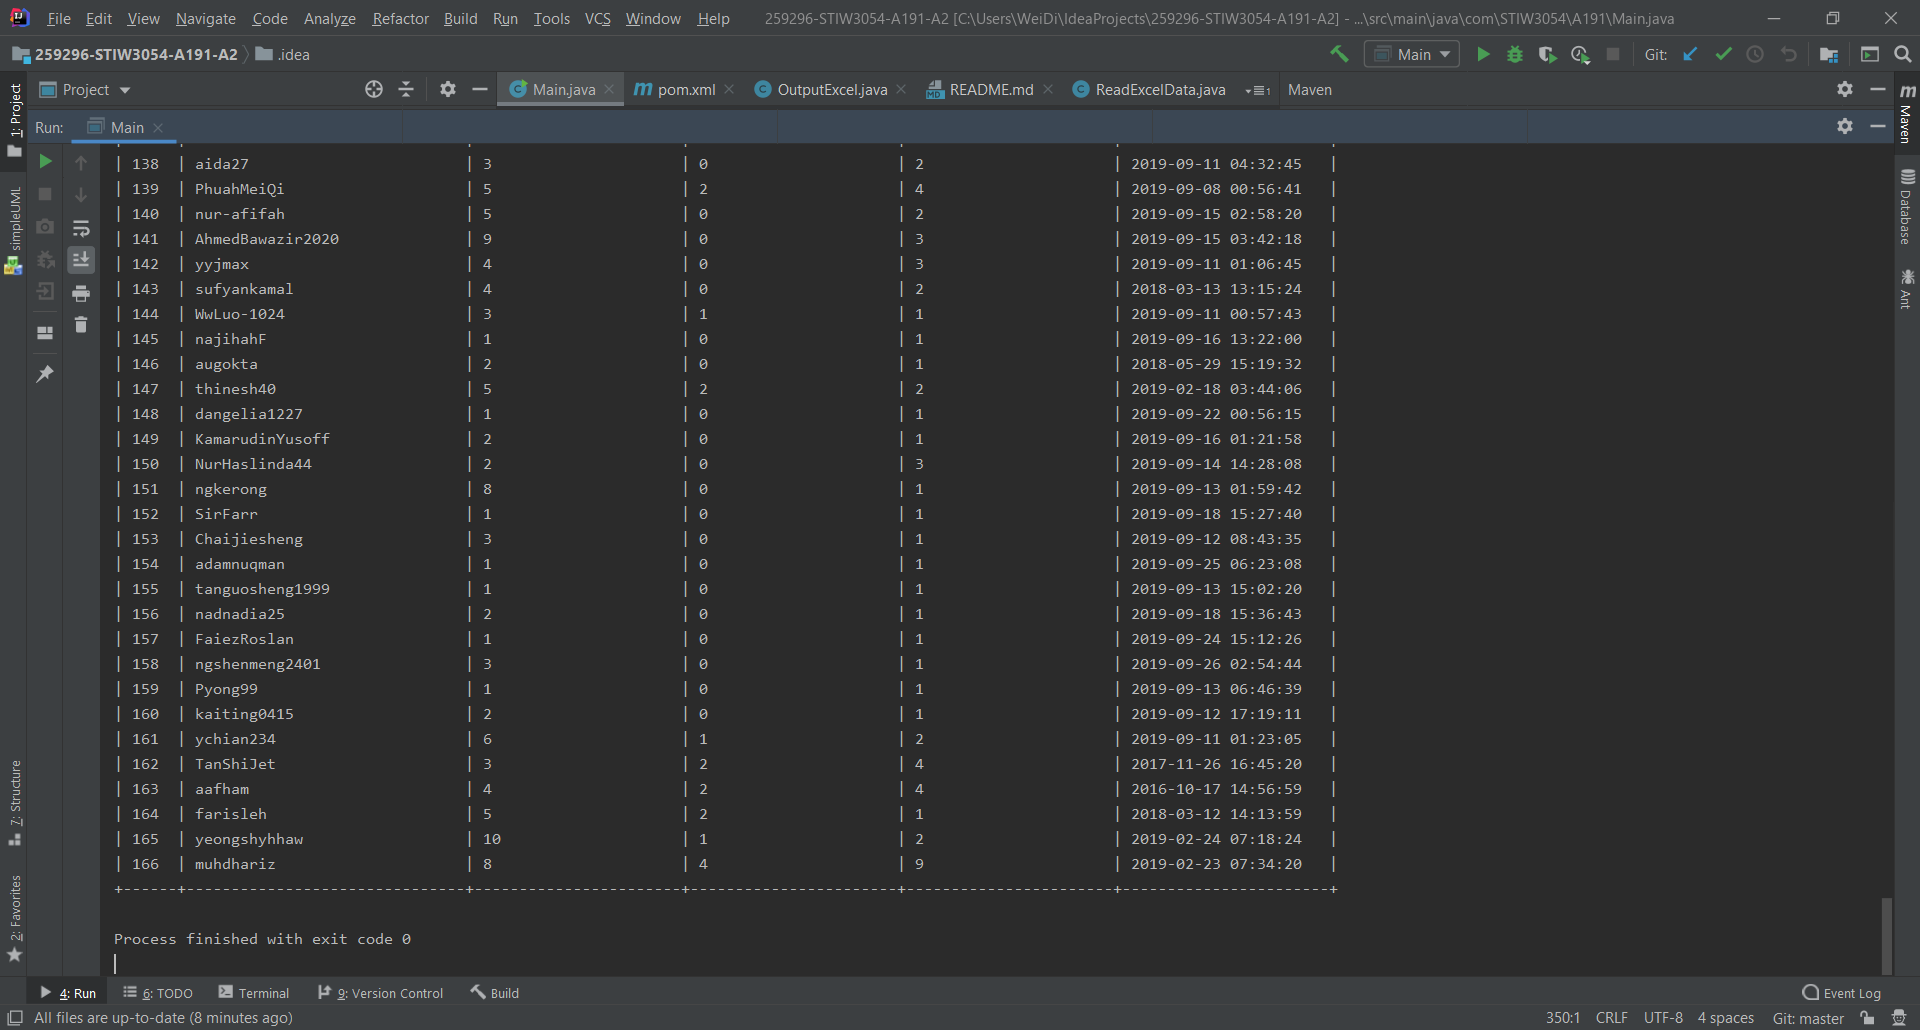 File Edit View Navigate Code Analyze Refactor Build Run Tools VCS Window Help 259296-STIW3054-A191-A2 [C:\Users\WeiDi\IdeaProjects\259296-STIW3054-A191-A2] - ...\src\main\java\com\STIW3054\A191\Main.java
259296-STIW3054-A191-A2 .idea Main Git:
Project Main.java pom.xml OutputExcel.java README.md ReadExcelData.java Maven
Run: Main
1: Project
simpleUML
7: Structure
2: Favorites
| 138 | aida27 | 3 | 0 | 2 | 2019-09-11 04:32:45 |
| 139 | PhuahMeiQi | 5 | 2 | 4 | 2019-09-08 00:56:41 |
| 140 | nur-afifah | 5 | 0 | 2 | 2019-09-15 02:58:20 |
| 141 | AhmedBawazir2020 | 9 | 0 | 3 | 2019-09-15 03:42:18 |
| 142 | yyjmax | 4 | 0 | 3 | 2019-09-11 01:06:45 |
| 143 | sufyankamal | 4 | 0 | 2 | 2018-03-13 13:15:24 |
| 144 | WwLuo-1024 | 3 | 1 | 1 | 2019-09-11 00:57:43 |
| 145 | najihahF | 1 | 0 | 1 | 2019-09-16 13:22:00 |
| 146 | augokta | 2 | 0 | 1 | 2018-05-29 15:19:32 |
| 147 | thinesh40 | 5 | 2 | 2 | 2019-02-18 03:44:06 |
| 148 | dangelia1227 | 1 | 0 | 1 | 2019-09-22 00:56:15 |
| 149 | KamarudinYusoff | 2 | 0 | 1 | 2019-09-16 01:21:58 |
| 150 | NurHaslinda44 | 2 | 0 | 3 | 2019-09-14 14:28:08 |
| 151 | ngkerong | 8 | 0 | 1 | 2019-09-13 01:59:42 |
| 152 | SirFarr | 1 | 0 | 1 | 2019-09-18 15:27:40 |
| 153 | Chaijiesheng | 3 | 0 | 1 | 2019-09-12 08:43:35 |
| 154 | adamnuqman | 1 | 0 | 1 | 2019-09-25 06:23:08 |
| 155 | tanguosheng1999 | 1 | 0 | 1 | 2019-09-13 15:02:20 |
| 156 | nadnadia25 | 2 | 0 | 1 | 2019-09-18 15:36:43 |
| 157 | FaiezRoslan | 1 | 0 | 1 | 2019-09-24 15:12:26 |
| 158 | ngshenmeng2401 | 3 | 0 | 1 | 2019-09-26 02:54:44 |
| 159 | Pyong99 | 1 | 0 | 1 | 2019-09-13 06:46:39 |
| 160 | kaiting0415 | 2 | 0 | 1 | 2019-09-12 17:19:11 |
| 161 | ychian234 | 6 | 1 | 2 | 2019-09-11 01:23:05 |
| 162 | TanShiJet | 3 | 2 | 4 | 2017-11-26 16:45:20 |
| 163 | aafham | 4 | 2 | 4 | 2016-10-17 14:56:59 |
| 164 | farisleh | 5 | 2 | 1 | 2018-03-12 14:13:59 |
| 165 | yeongshyhhaw | 10 | 1 | 2 | 2019-02-24 07:18:24 |
| 166 | muhdhariz | 8 | 4 | 9 | 2019-02-23 07:34:20 |
+------+-------------------------------+-----------------------+-----------------------+-----------------------+-----------------------+
Process finished with exit code 0
Maven
Database
Ant
4: Run 6: TODO Terminal 9: Version Control Build Event Log
All files are up-to-date (8 minutes ago) 350:1 CRLF UTF-8 4 spaces Git: master